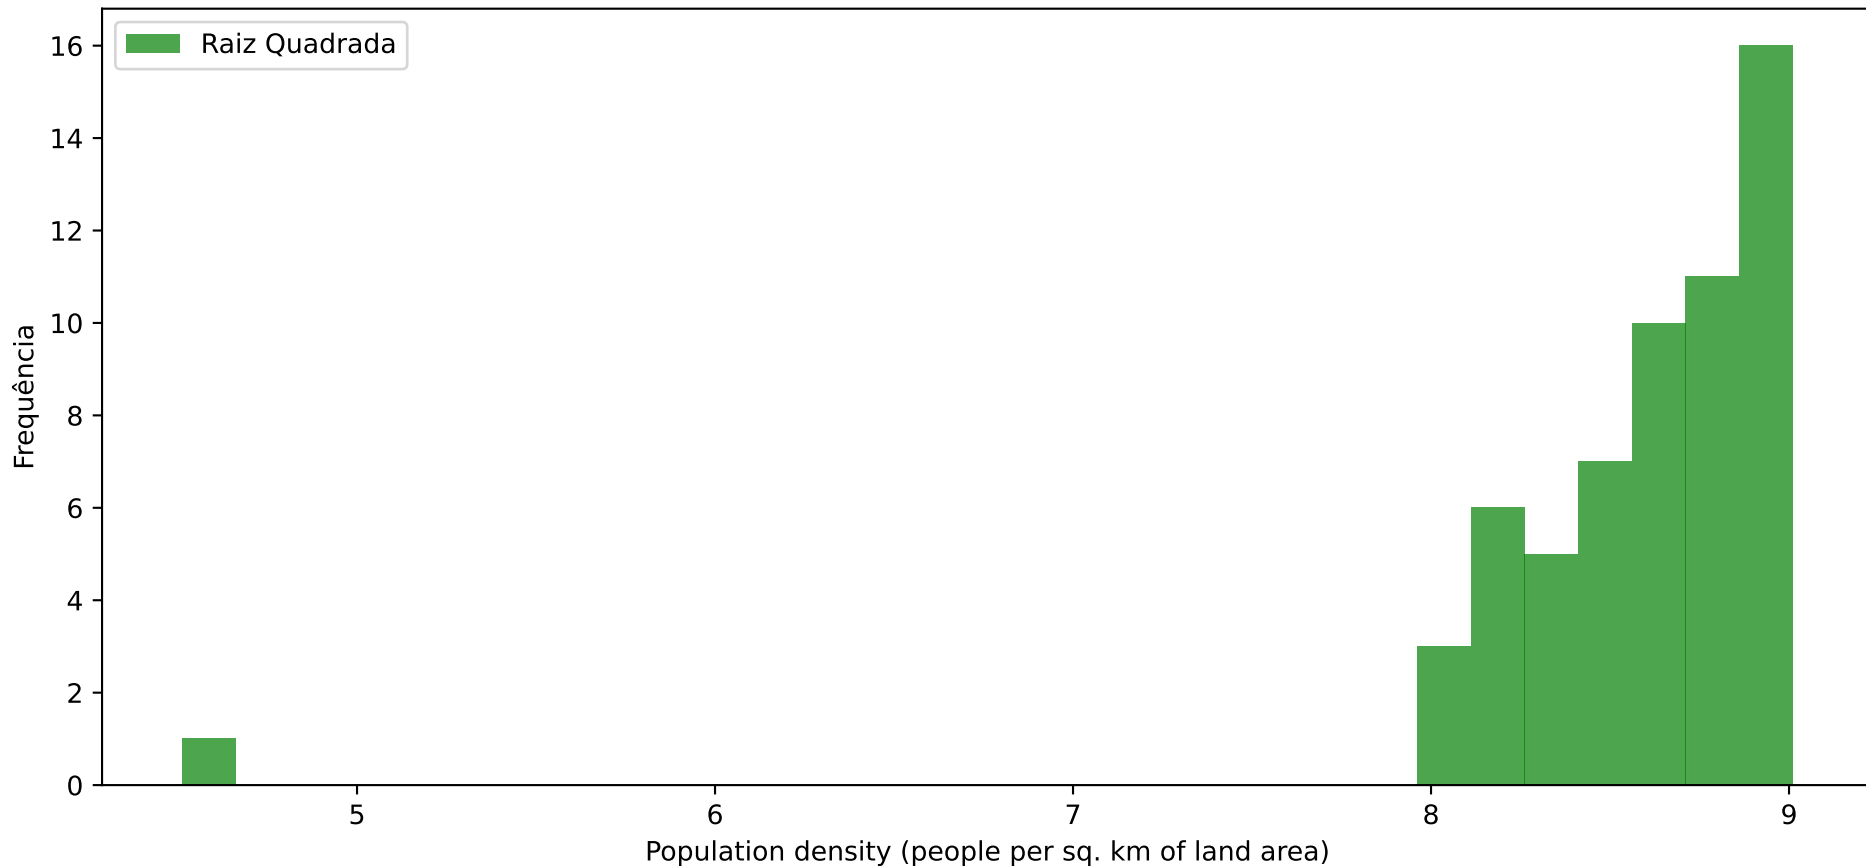 Raiz Quadrada
16
14
12
10
8
6
4
2
0
Frequência
5 6 7 8 9
Population density (people per sq. km of land area)